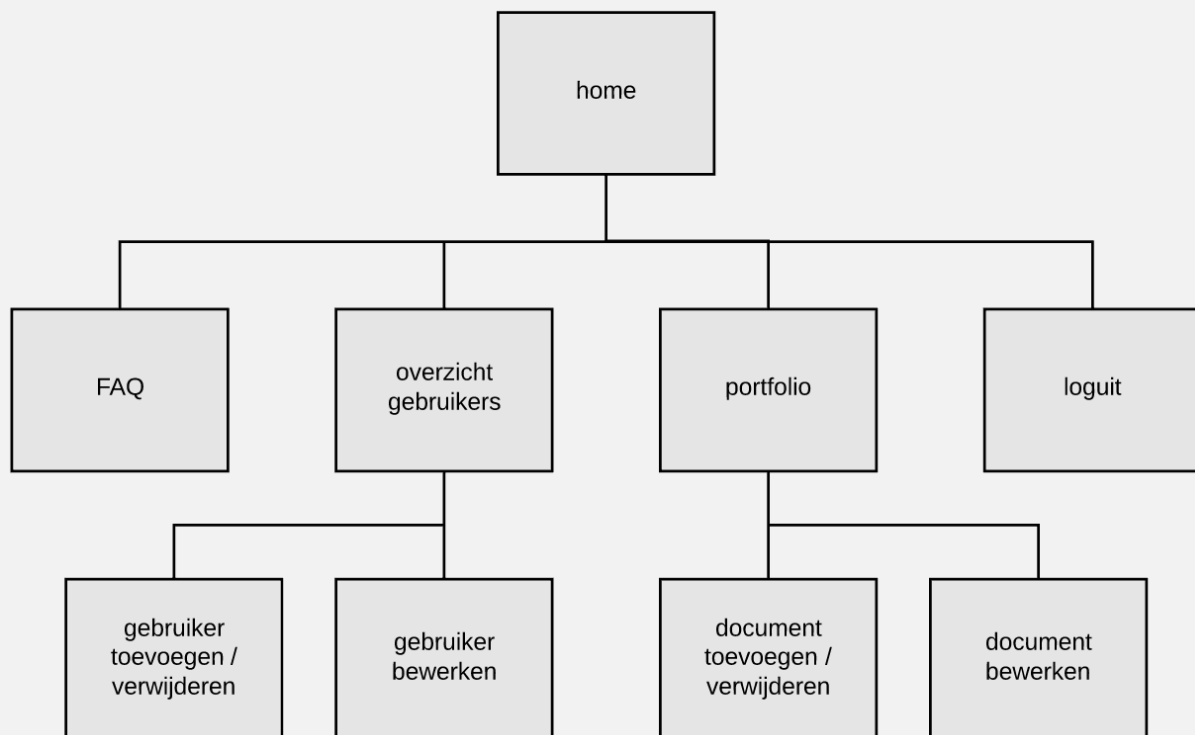 home
FAQ
overzicht
gebruikers
portfolio
loguit
gebruiker
toevoegen /
verwijderen
gebruiker
bewerken
document
toevoegen /
verwijderen
document
bewerken